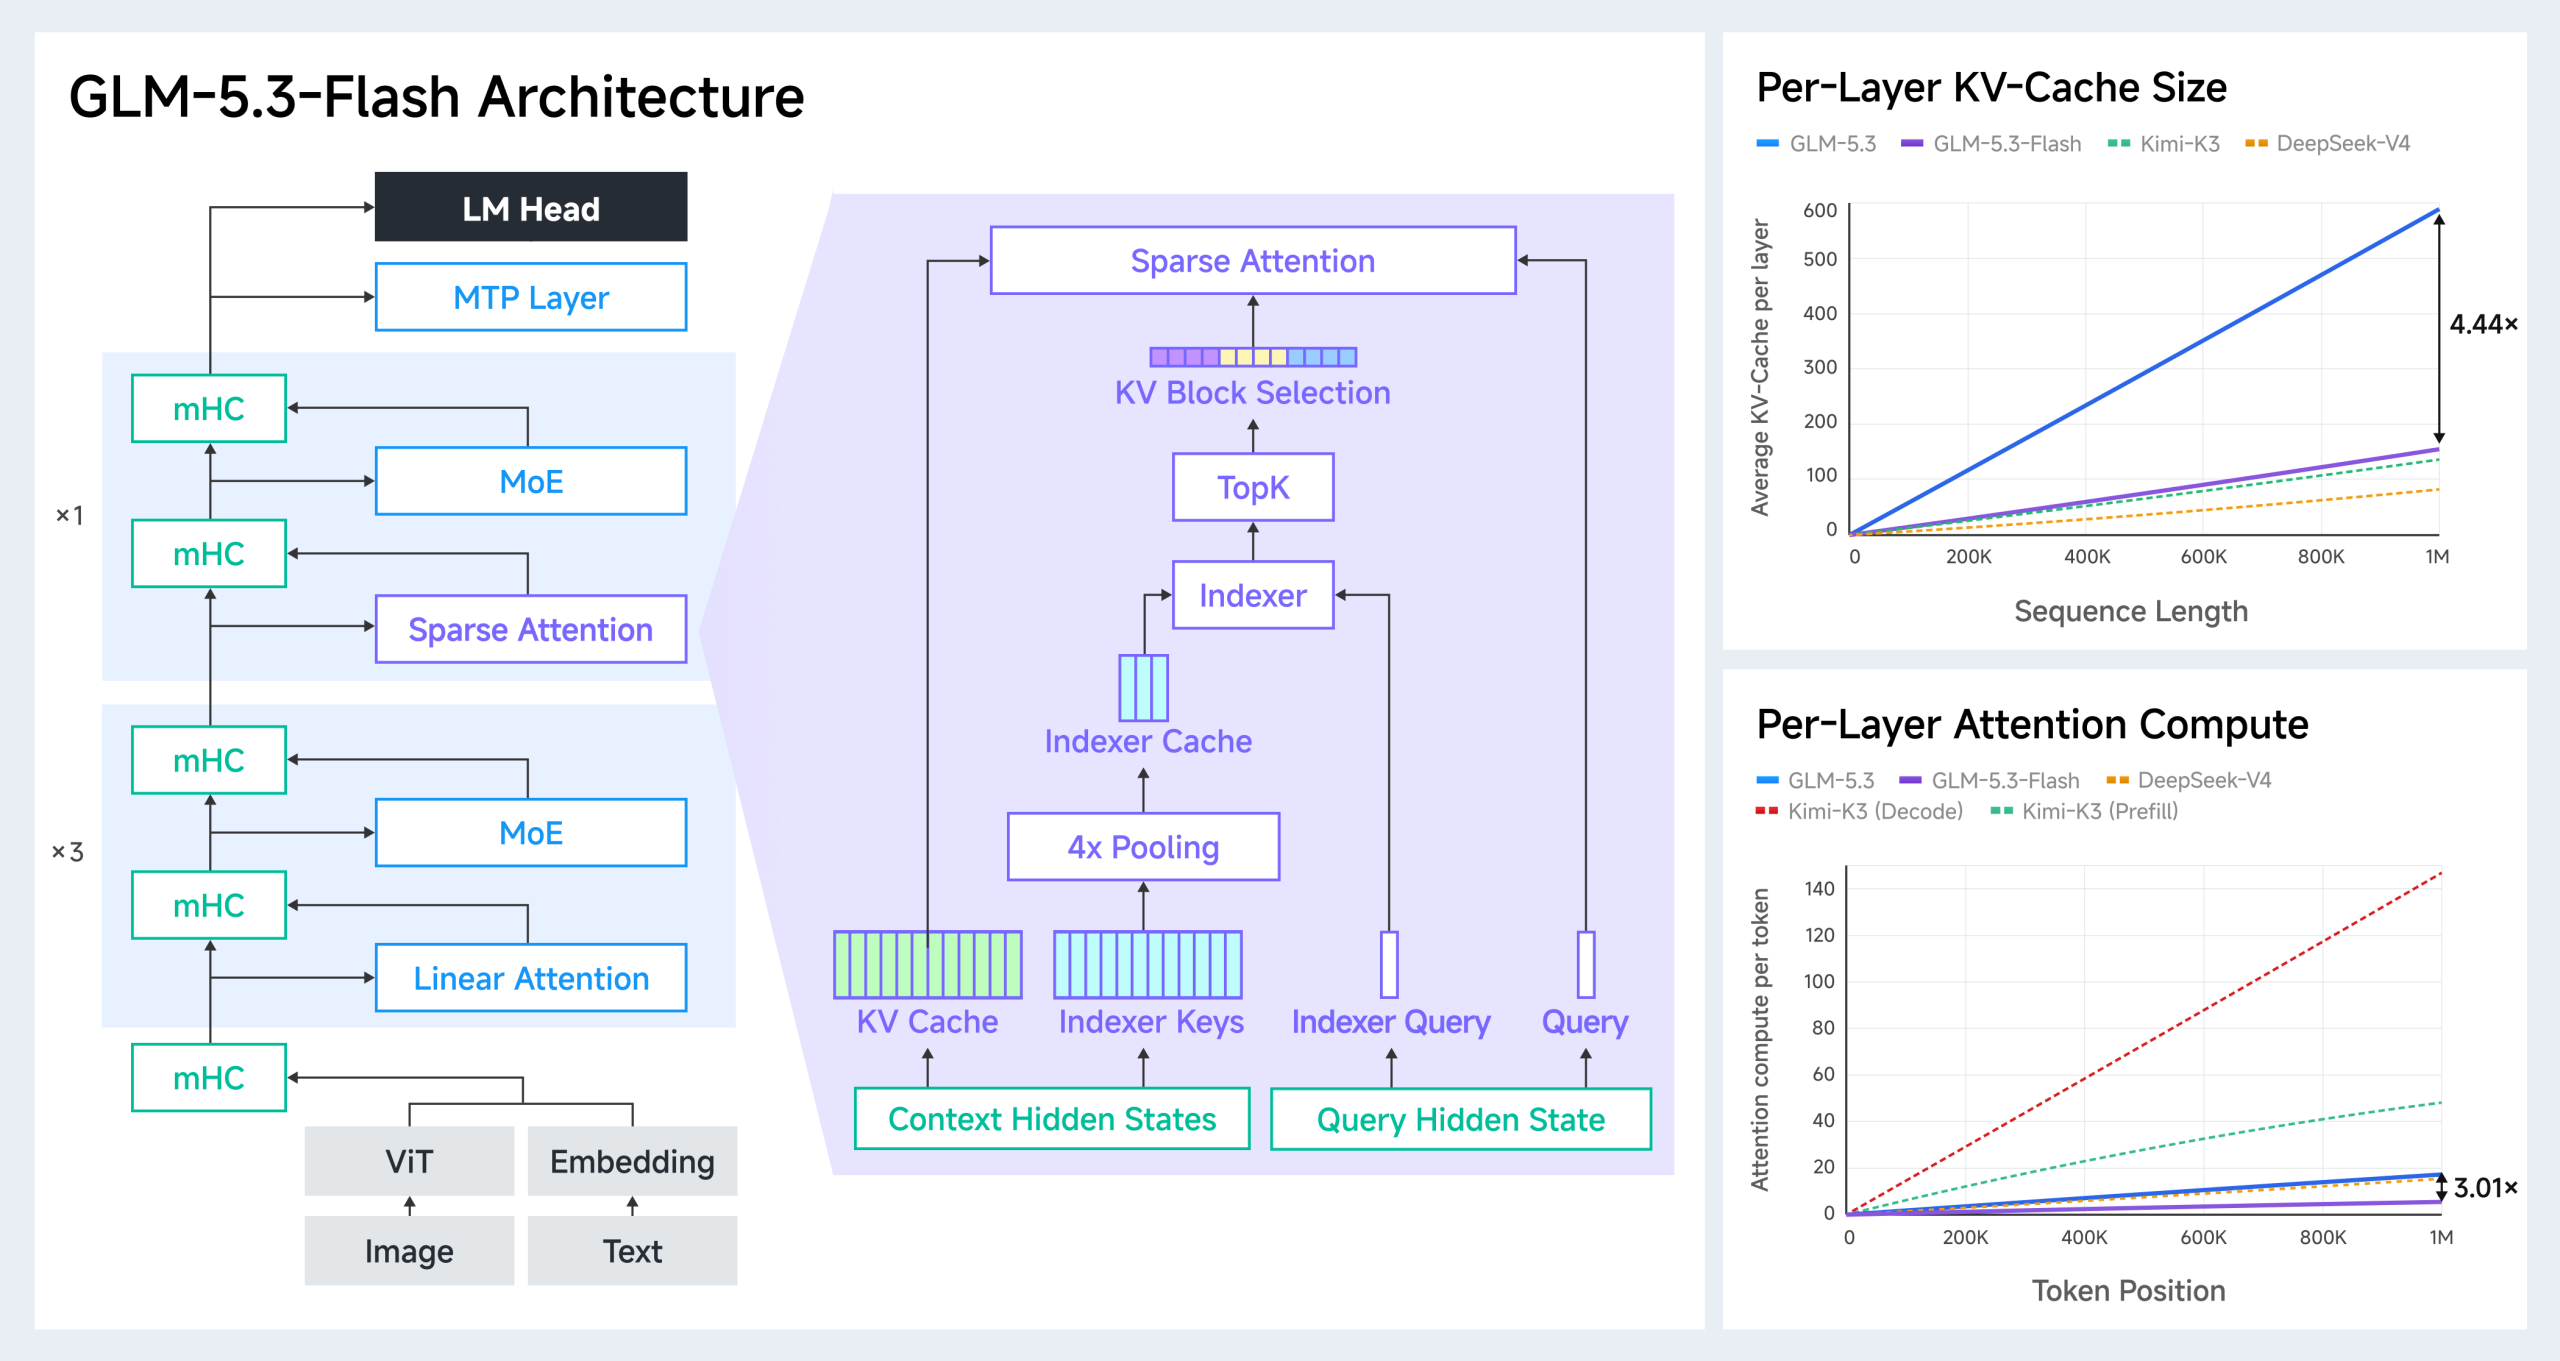 GLM-5.3-Flash Architecture
LM Head
MTP Layer
mHC
MoE
×1
mHC
Sparse Attention
mHC
MoE
×3
mHC
Linear Attention
mHC
ViT
Embedding
Image
Text
Sparse Attention
KV Block Selection
TopK
Indexer
Indexer Cache
4x Pooling
KV Cache
Indexer Keys
Indexer Query
Query
Context Hidden States
Query Hidden State
Per-Layer KV-Cache Size
GLM-5.3 GLM-5.3-Flash Kimi-K3 DeepSeek-V4
Average KV-Cache per layer
600
500
400
300
200
100
0
4.44×
0 200K 400K 600K 800K 1M
Sequence Length
Per-Layer Attention Compute
GLM-5.3 GLM-5.3-Flash DeepSeek-V4
Kimi-K3 (Decode) Kimi-K3 (Prefill)
Attention compute per token
140
120
100
80
60
40
20
0
3.01×
0 200K 400K 600K 800K 1M
Token Position